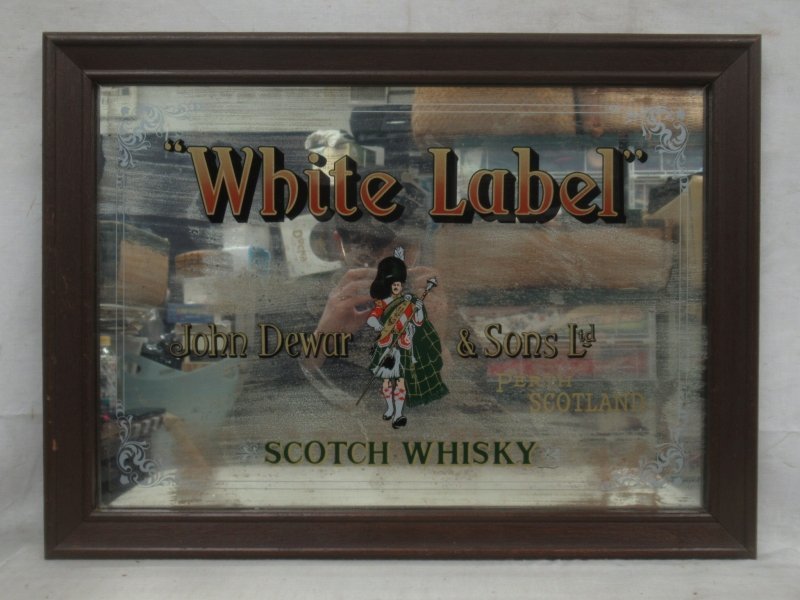 "White Label"
John Dewar & Sons Ltd
PERTH
SCOTLAND
SCOTCH WHISKY